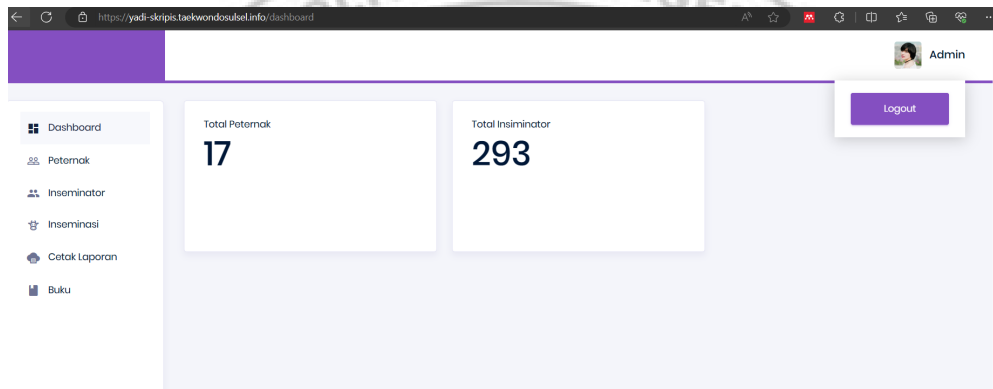 https://yadi-skripis.taekwondosulsel.info/dashboard
Admin
Logout
Dashboard
Peternak
Inseminator
Inseminasi
Cetak Laporan
Buku
Total Peternak
17
Total Insiminator
293